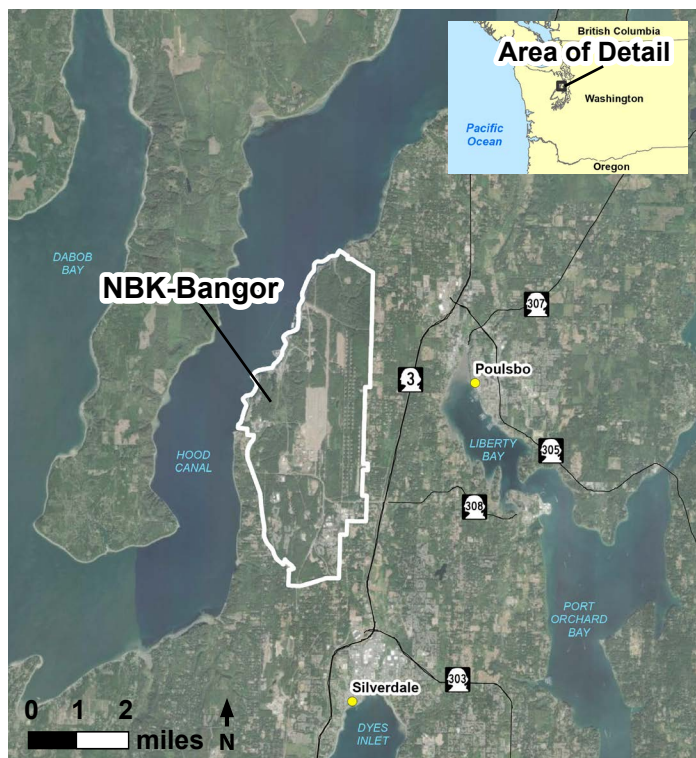 British Columbia
Area of Detail
Washington
Pacific
Ocean
Oregon
DABOB
BAY
NBK-Bangor
307
3
Poulsbo
HOOD
CANAL
LIBERTY
BAY
305
308
PORT
ORCHARD
BAY
303
Silverdale
0 1 2
miles
N
DYES
INLET